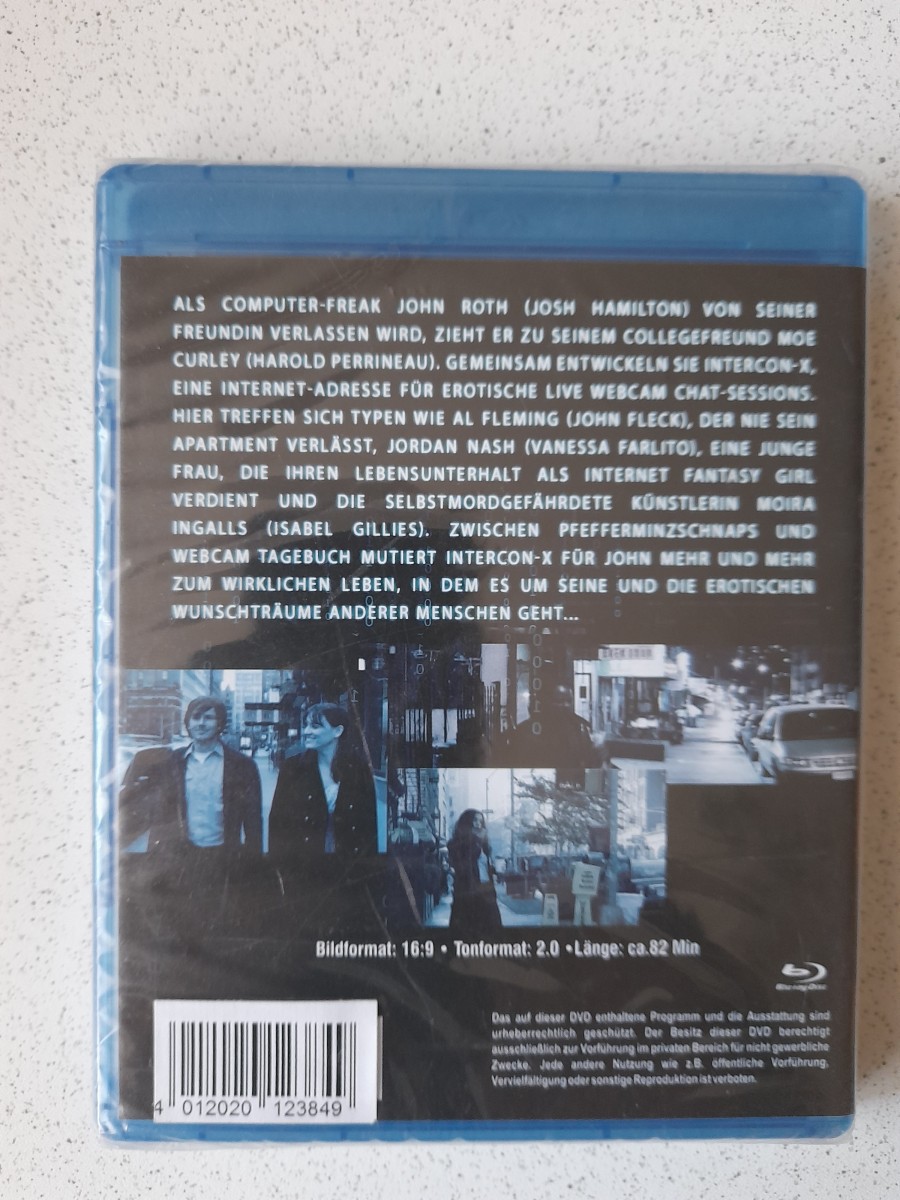 ALS COMPUTER-FREAK JOHN ROTH (JOSH HAMILTON) VON SEINER
FREUNDIN VERLASSEN WIRD, ZIEHT ER ZU SEINEM COLLEGEFREUND MOE
CURLEY (HAROLD PERRINEAU). GEMEINSAM ENTWICKELN SIE INTERCON-X,
EINE INTERNET-ADRESSE FÜR EROTISCHE LIVE WEBCAM CHAT-SESSIONS.
HIER TREFFEN SICH TYPEN WIE AL FLEMING (JOHN FLECK), DER NIE SEIN
APARTMENT VERLÄSST, JORDAN NASH (VANESSA FARLITO), EINE JUNGE
FRAU, DIE IHREN LEBENSUNTERHALT ALS INTERNET FANTASY GIRL
VERDIENT UND DIE SELBSTMORDGEFÄHRDETE KÜNSTLERIN MOIRA
INGALLS (ISABEL GILLIES). ZWISCHEN PFEFFERMINZSCHNAPS UND
WEBCAM TAGEBUCH MUTIERT INTERCON-X FÜR JOHN MEHR UND MEHR
ZUM WIRKLICHEN LEBEN, IN DEM ES UM SEINE UND DIE EROTISCHEN
WUNSCHTRÄUME ANDERER MENSCHEN GEHT...
Bildformat: 16:9 • Tonformat: 2.0 • Länge: ca.82 Min
Blu-ray Disc
Das auf dieser DVD enthaltene Programm und die Ausstattung sind
urheberrechtlich geschützt. Der Besitz dieser DVD berechtigt
ausschließlich zur Vorführung im privaten Bereich für nicht gewerbliche
Zwecke. Jede andere Nutzung wie z.B. öffentliche Vorführung,
Vervielfältigung oder sonstige Reproduktion ist verboten.
4 012020 123849